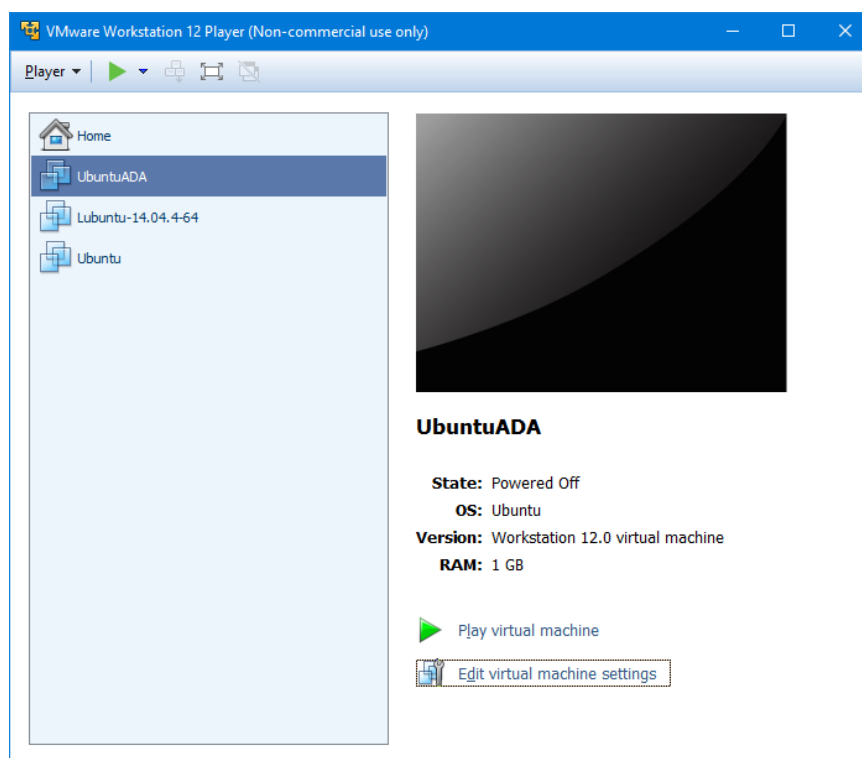 VMware Workstation 12 Player (Non-commercial use only)
Player
Home
UbuntuADA
Lubuntu-14.04.4-64
Ubuntu
UbuntuADA
State: Powered Off
OS: Ubuntu
Version: Workstation 12.0 virtual machine
RAM: 1 GB
Play virtual machine
Edit virtual machine settings